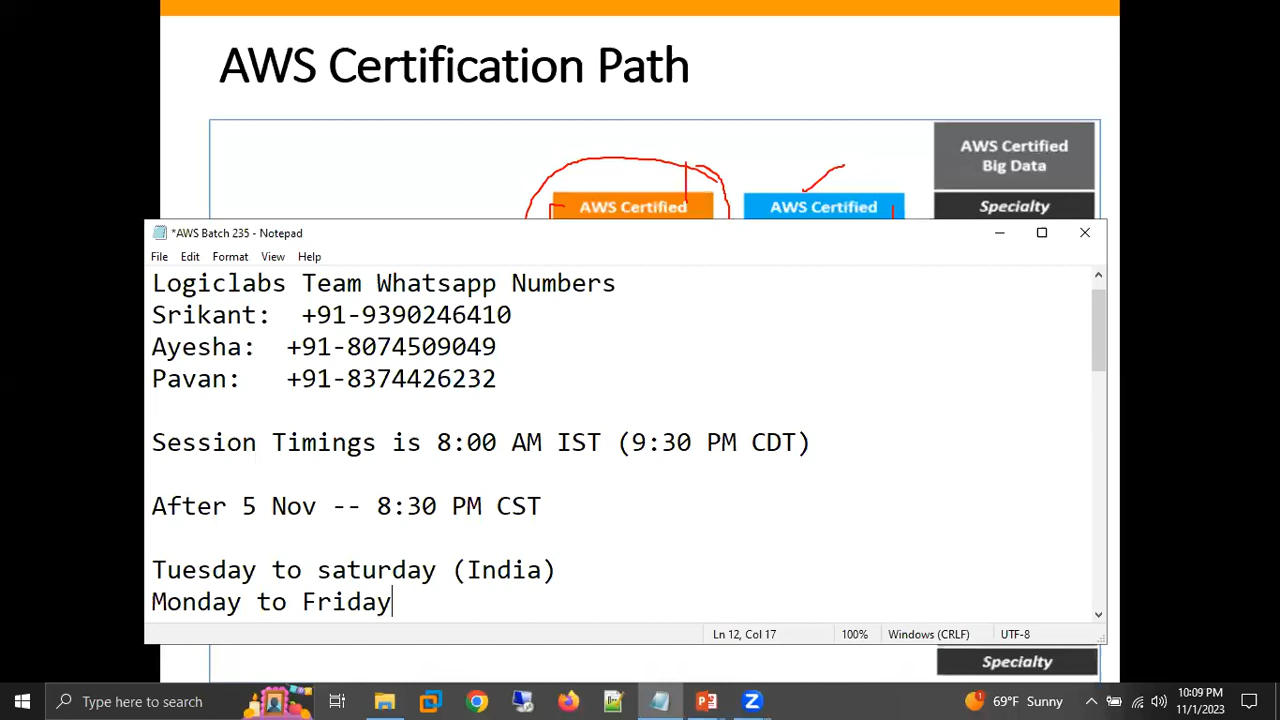 AWS Certification Path
AWS Certified
Big Data
AWS Certified
AWS Certified
Specialty
*AWS Batch 235 - Notepad
File Edit Format View Help
Logiclabs Team Whatsapp Numbers
Srikant: +91-9390246410
Ayesha: +91-8074509049
Pavan: +91-8374426232
Session Timings is 8:00 AM IST (9:30 PM CDT)
After 5 Nov -- 8:30 PM CST
Tuesday to saturday (India)
Monday to Friday
Ln 12, Col 17
100%
Windows (CRLF)
UTF-8
Specialty
Type here to search
69°F Sunny
10:09 PM
11/1/2023